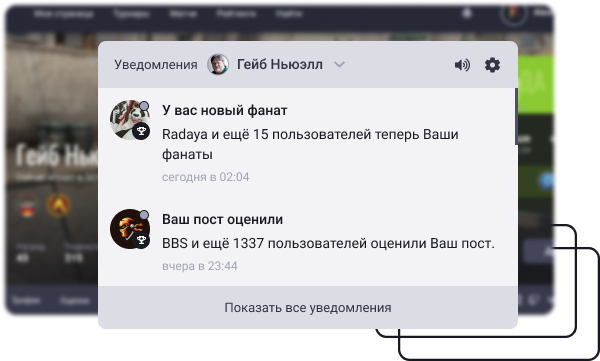 Моя страница Турниры Матчи Рейтинги Найти
Уведомления Гейб Ньюэлл
У вас новый фанат
Radaya и ещё 15 пользователей теперь Ваши
фанаты
сегодня в 02:04
Гейб Нью
Ваш пост оценили
BBS и ещё 1337 пользователей оценили Ваш пост.
вчера в 23:44
Показать все уведомления